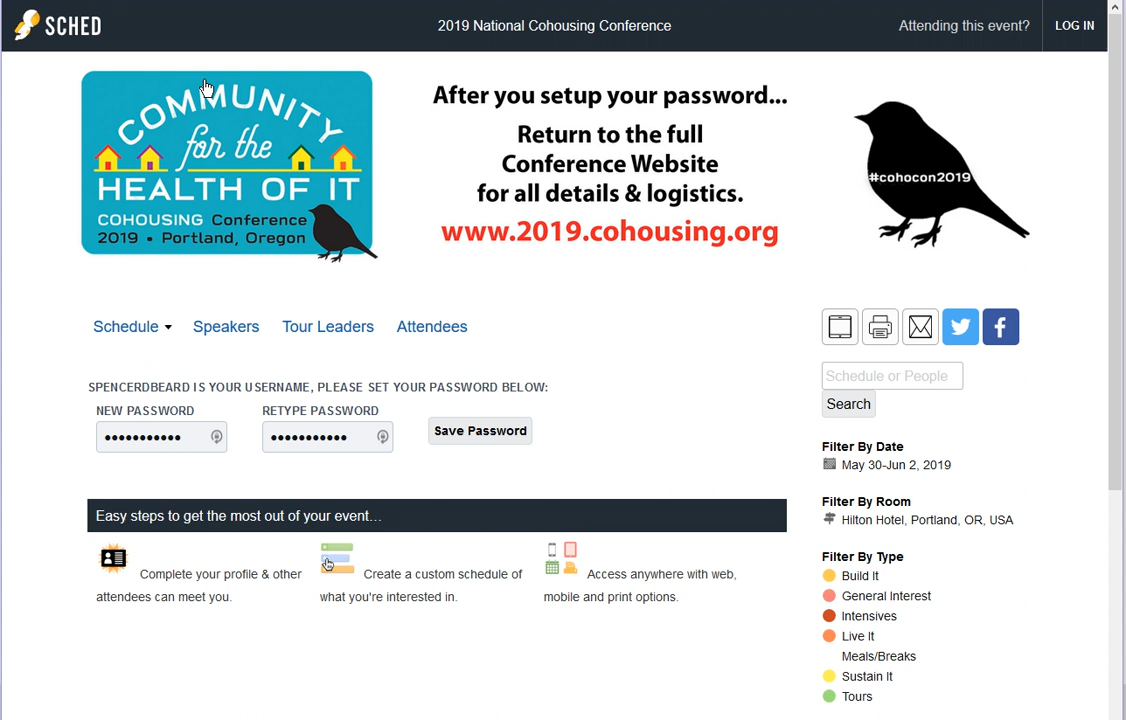 SCHED
2019 National Cohousing Conference
Attending this event?
LOG IN
COMMUNITY
for the
HEALTH OF IT
COHOUSING Conference
2019 • Portland, Oregon
After you setup your password...
Return to the full
Conference Website
for all details & logistics.
www.2019.cohousing.org
#cohocon2019
Schedule
Speakers
Tour Leaders
Attendees
SPENCERDBEARD IS YOUR USERNAME, PLEASE SET YOUR PASSWORD BELOW:
NEW PASSWORD
RETYPE PASSWORD
•••••••••••
•••••••••••
Save Password
Easy steps to get the most out of your event…
Complete your profile & other
attendees can meet you.
Create a custom schedule of
what you're interested in.
Access anywhere with web,
mobile and print options.
Schedule or People
Search
Filter By Date
May 30-Jun 2, 2019
Filter By Room
Hilton Hotel, Portland, OR, USA
Filter By Type
Build It
General Interest
Intensives
Live It
Meals/Breaks
Sustain It
Tours